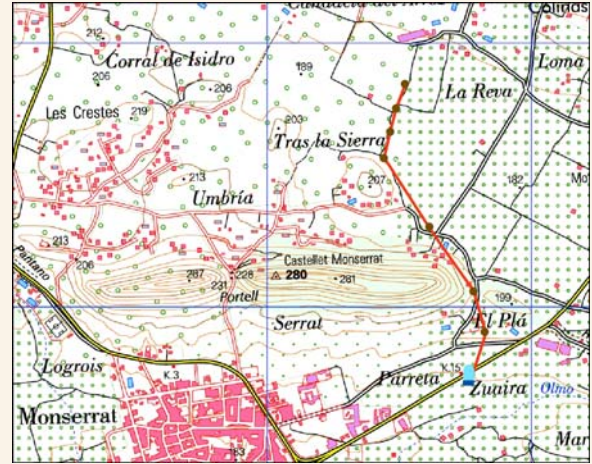 212
Corral de Isidro
206
206
Les Crestes
219
189
203
La Reva
Loma
Tras la Sierra
213
207
182
Umbría
213
206
Pantano
Castellet Monserrat
287
228
280
281
231
Portell
199
Serrat
El Plá
Logrois
K.3
Parreta
K.15
Zuaira
Olmo
Monserrat
183
Mar